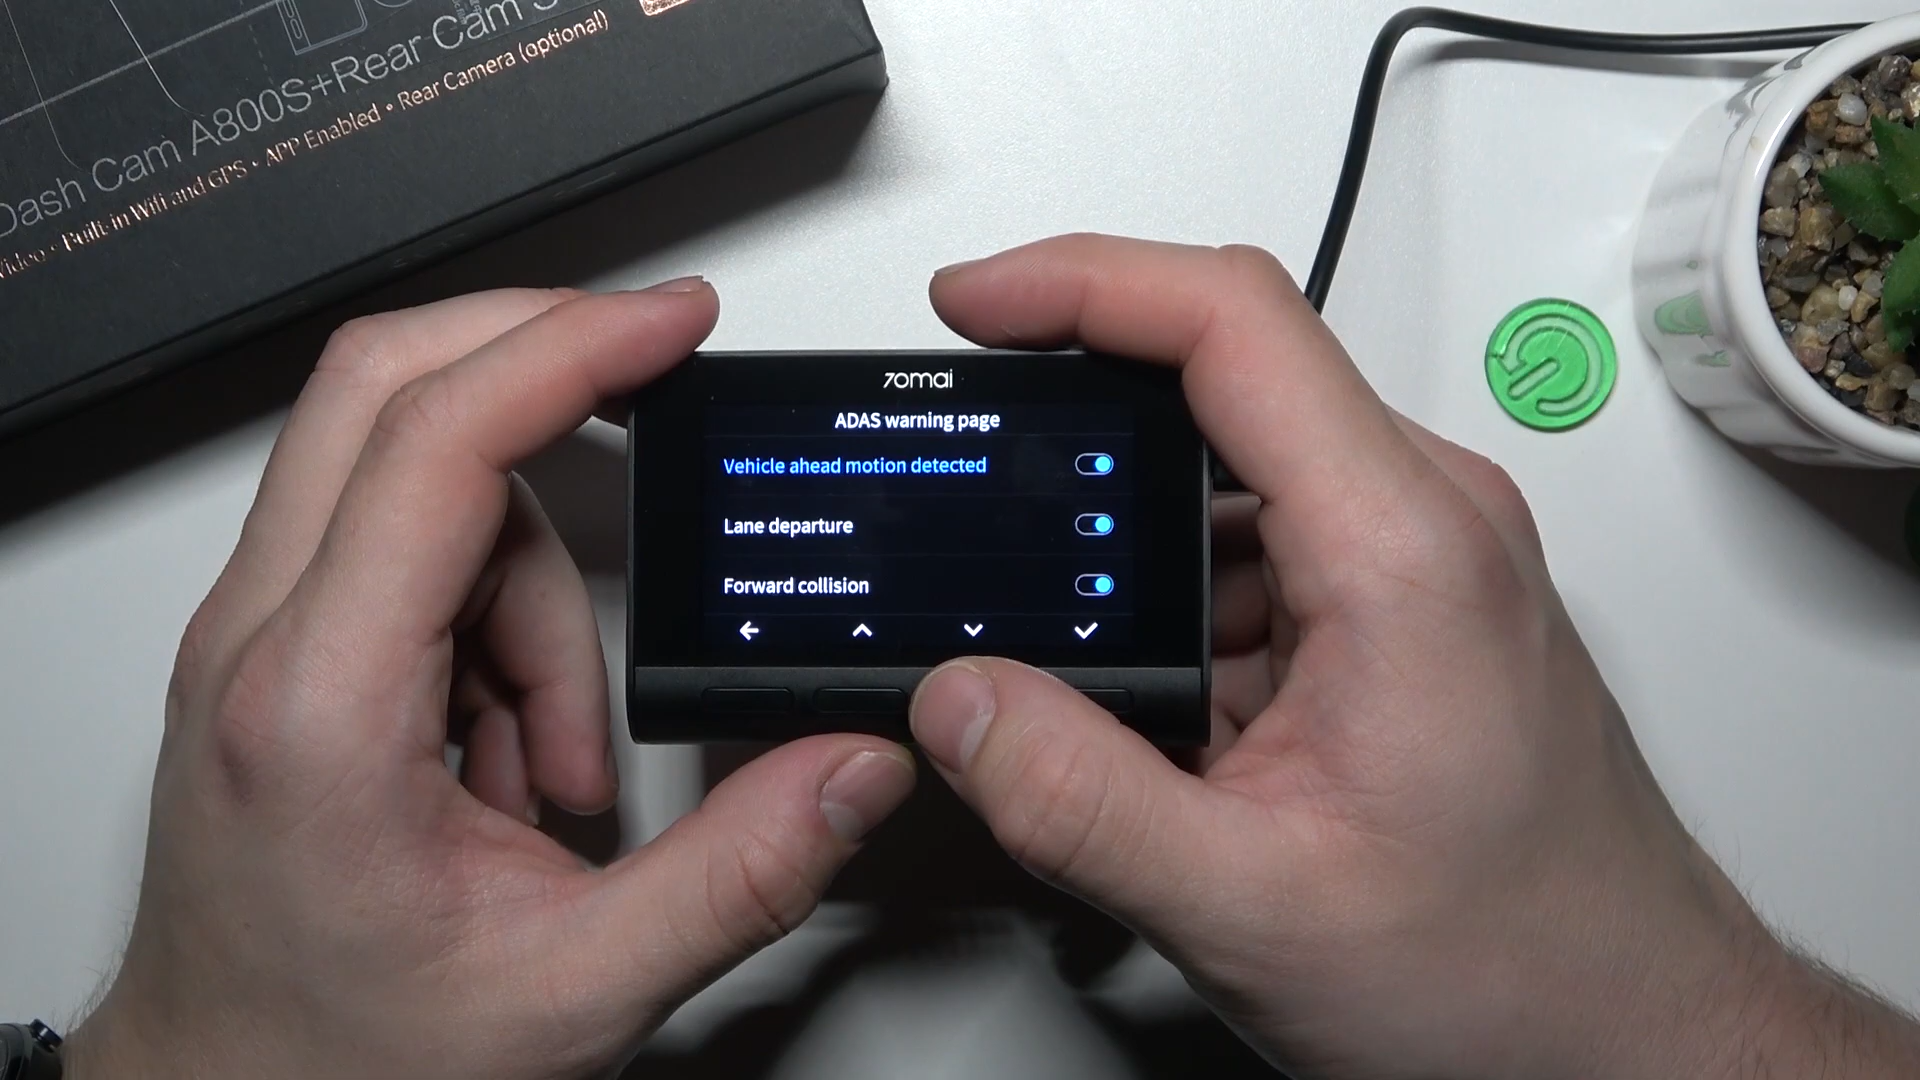 Dash Cam A800S+Rear Cam
Video • Built-in Wifi and GPS • APP Enabled • Rear Camera (optional)
70mai
ADAS warning page
Vehicle ahead motion detected
Lane departure
Forward collision